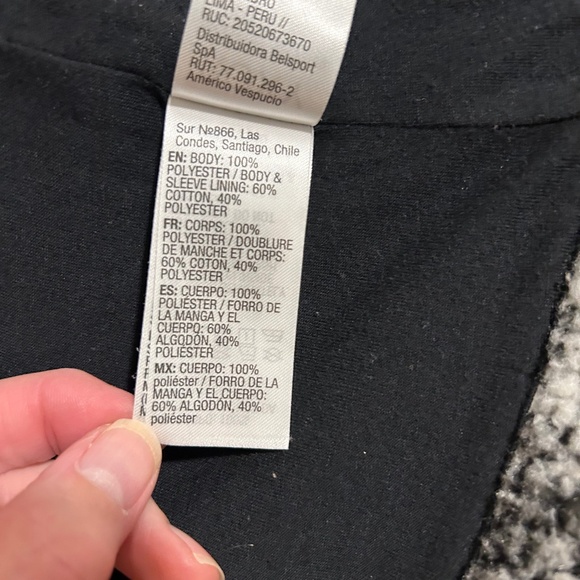 LIMA - PERU //
RUC: 20520673670
Distribuidora Belsport
SpA
RUT: 77.091.296-2
Américo Vespucio
Sur №866, Las
Condes, Santiago, Chile
EN: BODY: 100%
POLYESTER / BODY &
SLEEVE LINING: 60%
COTTON, 40%
POLYESTER
FR: CORPS: 100%
POLYESTER / DOUBLURE
DE MANCHE ET CORPS:
60% COTON, 40%
POLYESTER
ES: CUERPO: 100%
POLIÉSTER / FORRO DE
LA MANGA Y EL
CUERPO: 60%
ALGODÓN, 40%
POLIÉSTER
MX: CUERPO: 100%
poliéster / FORRO DE LA
MANGA Y EL CUERPO:
60% ALGODÓN, 40%
poliéster